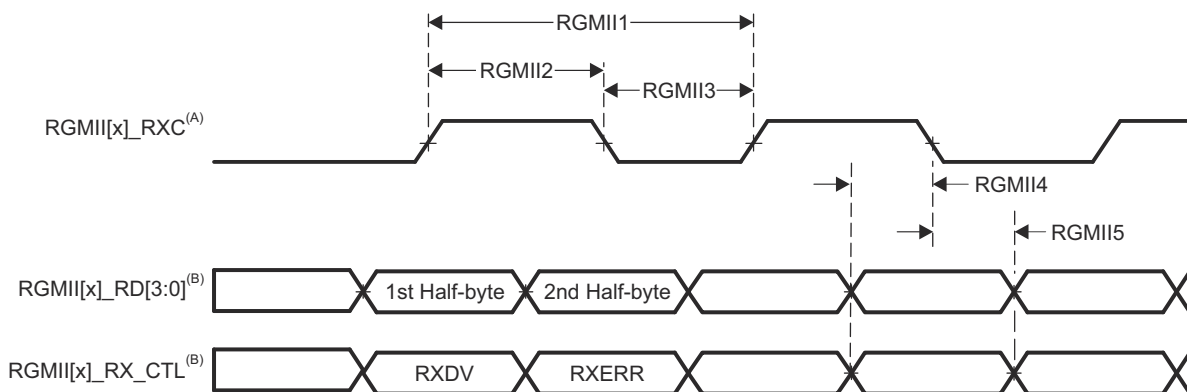 RGMII1
RGMII2
RGMII3
RGMII[x]_RXC(A)
RGMII4
RGMII5
RGMII[x]_RD[3:0](B)
1st Half-byte
2nd Half-byte
RGMII[x]_RX_CTL(B)
RXDV
RXERR